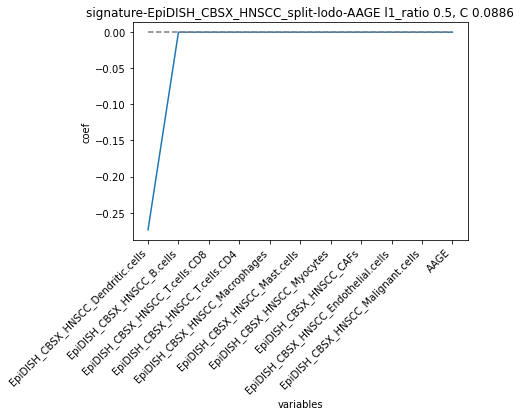 signature-EpiDISH_CBSX_HNSCC_split-lodo-AAGE l1_ratio 0.5, C 0.0886
0.00
−0.05
−0.10
−0.15
−0.20
−0.25
coef
EpiDISH_CBSX_HNSCC_Dendritic.cells
EpiDISH_CBSX_HNSCC_B.cells
EpiDISH_CBSX_HNSCC_T.cells.CD8
EpiDISH_CBSX_HNSCC_T.cells.CD4
EpiDISH_CBSX_HNSCC_Macrophages
EpiDISH_CBSX_HNSCC_Mast.cells
EpiDISH_CBSX_HNSCC_Myocytes
EpiDISH_CBSX_HNSCC_CAFs
EpiDISH_CBSX_HNSCC_Endothelial.cells
EpiDISH_CBSX_HNSCC_Malignant.cells
AAGE
variables